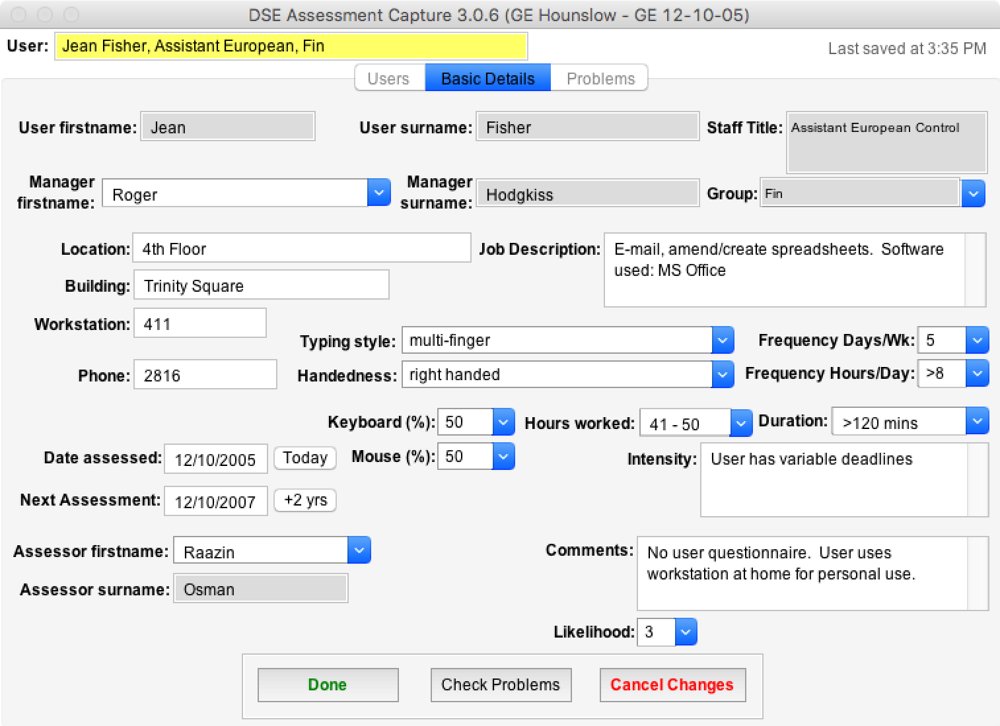 DSE Assessment Capture 3.0.6 (GE Hounslow - GE 12-10-05)
User: Jean Fisher, Assistant European, Fin
Last saved at 3:35 PM
Users Basic Details Problems
User firstname: Jean
User surname: Fisher
Staff Title: Assistant European Control
Manager firstname: Roger
Manager surname: Hodgkiss
Group: Fin
Location: 4th Floor
Job Description: E-mail, amend/create spreadsheets.  Software
used: MS Office
Building: Trinity Square
Workstation: 411
Typing style: multi-finger
Frequency Days/Wk: 5
Phone: 2816
Handedness: right handed
Frequency Hours/Day: >8
Keyboard (%): 50
Hours worked: 41 - 50
Duration: >120 mins
Date assessed: 12/10/2005 Today
Mouse (%): 50
Intensity: User has variable deadlines
Next Assessment: 12/10/2007 +2 yrs
Assessor firstname: Raazin
Comments: No user questionnaire.  User uses
workstation at home for personal use.
Assessor surname: Osman
Likelihood: 3
Done Check Problems Cancel Changes